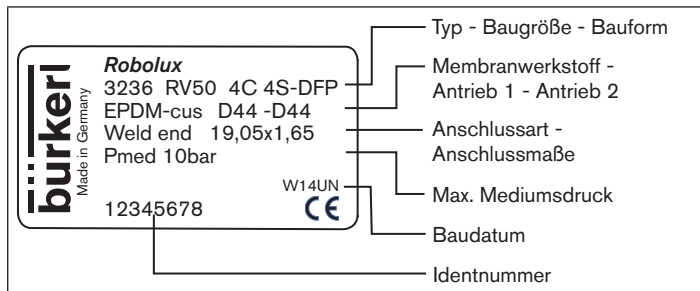 Robolux
3236 RV50 4C 4S-DFP
EPDM-cus D44 -D44
Weld end 19,05x1,65
Pmed 10bar
W14UN
12345678
CE
bürkert
Made in Germany
Typ - Baugröße - Bauform
Membranwerkstoff -
Antrieb 1 - Antrieb 2
Anschlussart -
Anschlussmaße
Max. Mediumsdruck
Baudatum
Identnummer